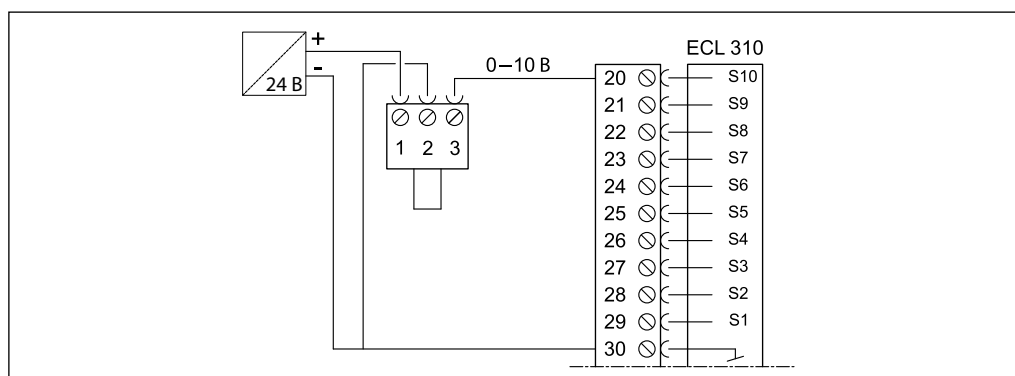 ECL 310
+
-
24 В
0–10 В
1 2 3
20 S10
21 S9
22 S8
23 S7
24 S6
25 S5
26 S4
27 S3
28 S2
29 S1
30